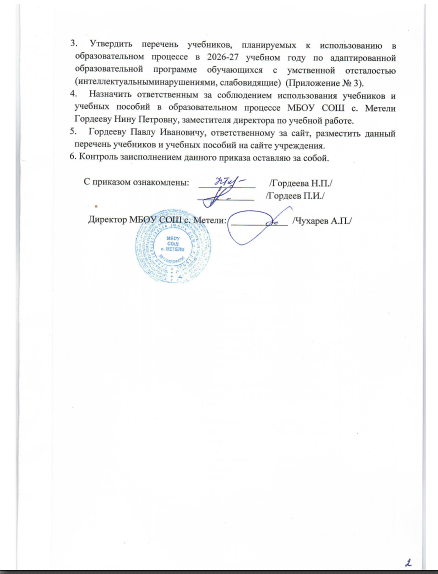 3. Утвердить перечень учебников, планируемых к использованию в
образовательном процессе в 2026-27 учебном году по адаптированной
образовательной программе обучающихся с умственной отсталостью
(интеллектуальныминарушениями, слабовидящие) (Приложение № 3).
4. Назначить ответственным за соблюдением использования учебников и
учебных пособий в образовательном процессе МБОУ СОШ с. Метели
Гордееву Нину Петровну, заместителя директора по учебной работе.
5. Гордееву Павлу Ивановичу, ответственному за сайт, разместить данный
перечень учебников и учебных пособий на сайте учреждения.
6. Контроль заисполнением данного приказа оставляю за собой.
С приказом ознакомлены: /Гордеева Н.П./
/Гордеев П.И./
Директор МБОУ СОШ с. Метели: /Чухарев А.П./
МБОУ
СОШ
с. МЕТЕЛИ
2